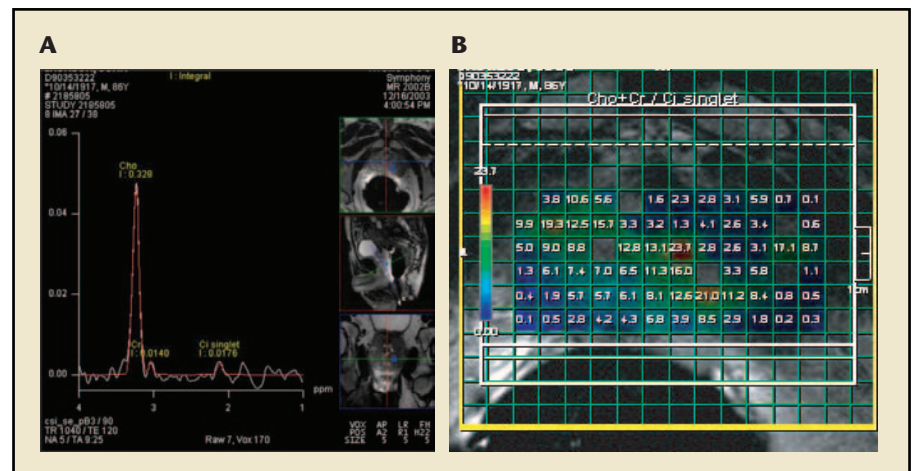 A
B
D90353222
*10/14/1917, M, 86Y
# 2185805
STUDY 2185805
8 IMA 27 / 38
I : Integral
Symphony
MR 2002B
12/16/2003
4:00:54 PM
0.06
0.04
0.02
0.00
Cho
I : 0.328
Cr
I : 0.0140
Ci singlet
I : 0.0176
4 3 2 1 ppm
csi_se_pB3 / 90
TR 1040 / TE 120
NA 5 / TA 9:25
Raw 7, Vox 170
VOX AP LR FH
POS A2 R1 H22
SIZE 5 5 5
D90353222
*10/14/1917, M, 86Y
Cho+Cr / Ci singlet
23.7
0.00
3.8 10.6 5.6 1.6 2.3 2.8 3.1 5.9 0.7 0.1
9.9 19.3 12.5 15.7 3.3 3.2 1.3 4.1 2.6 3.4 0.6
5.0 9.0 8.8 12.8 13.1 23.7 2.8 2.6 3.1 17.1 8.7
1.3 6.1 7.4 7.0 6.5 11.3 16.0 3.3 5.8 1.1
0.4 1.9 5.7 5.7 6.1 8.1 12.6 21.0 11.2 8.4 0.8 0.5
0.1 0.5 2.8 4.2 4.3 6.8 3.9 8.5 2.9 1.8 0.2 0.3